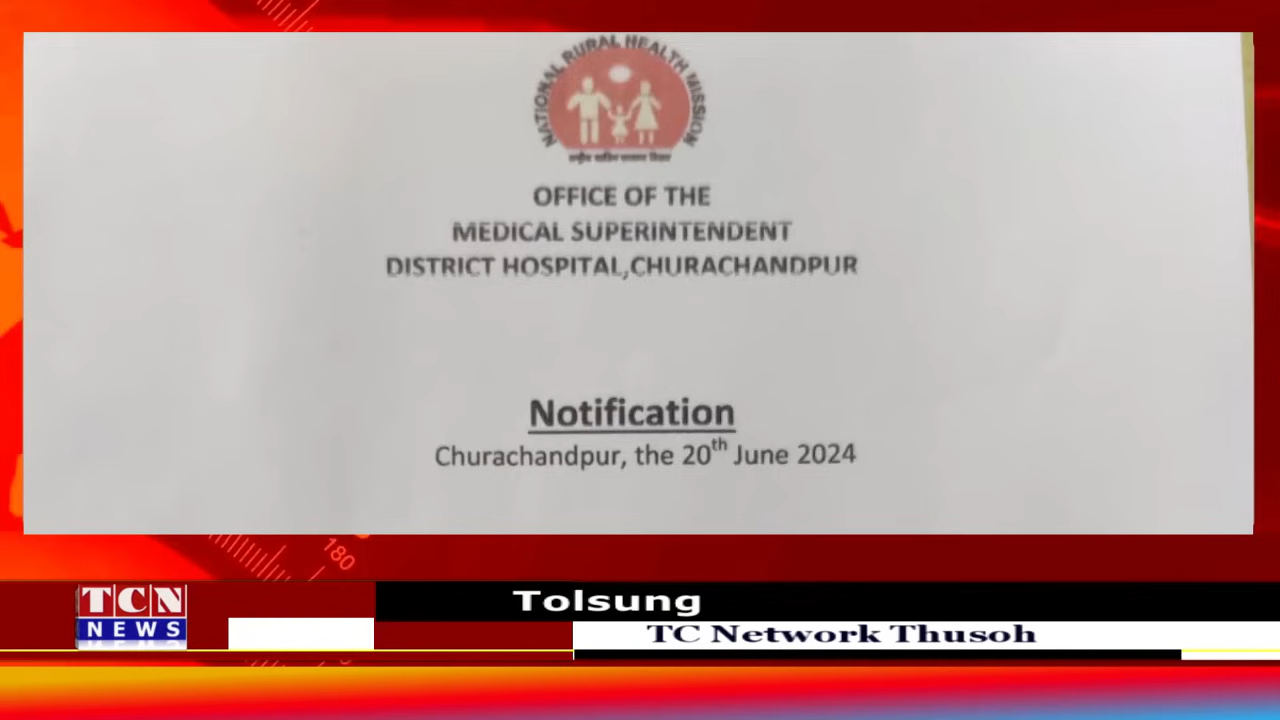 NATIONAL RURAL HEALTH MISSION
OFFICE OF THE
MEDICAL SUPERINTENDENT
DISTRICT HOSPITAL,CHURACHANDPUR
Notification
Churachandpur, the 20th June 2024
180
TCN
NEWS
Tolsung
TC Network Thusoh